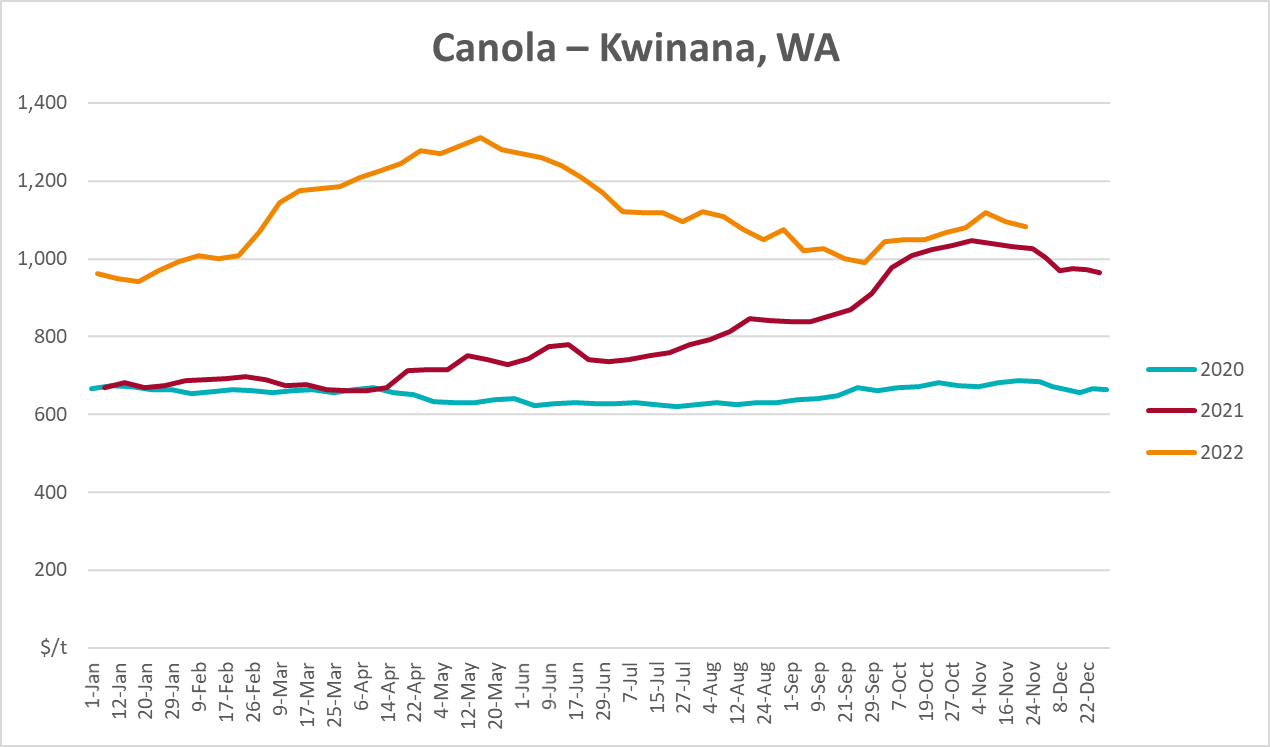 Canola – Kwinana, WA
1,400
1,200
1,000
800
600
400
200
$/t
1-Jan
12-Jan
20-Jan
29-Jan
9-Feb
17-Feb
26-Feb
9-Mar
17-Mar
25-Mar
6-Apr
14-Apr
22-Apr
4-May
12-May
20-May
1-Jun
9-Jun
17-Jun
29-Jun
7-Jul
15-Jul
27-Jul
4-Aug
12-Aug
24-Aug
1-Sep
9-Sep
21-Sep
29-Sep
7-Oct
19-Oct
27-Oct
4-Nov
16-Nov
24-Nov
8-Dec
22-Dec
2020
2021
2022